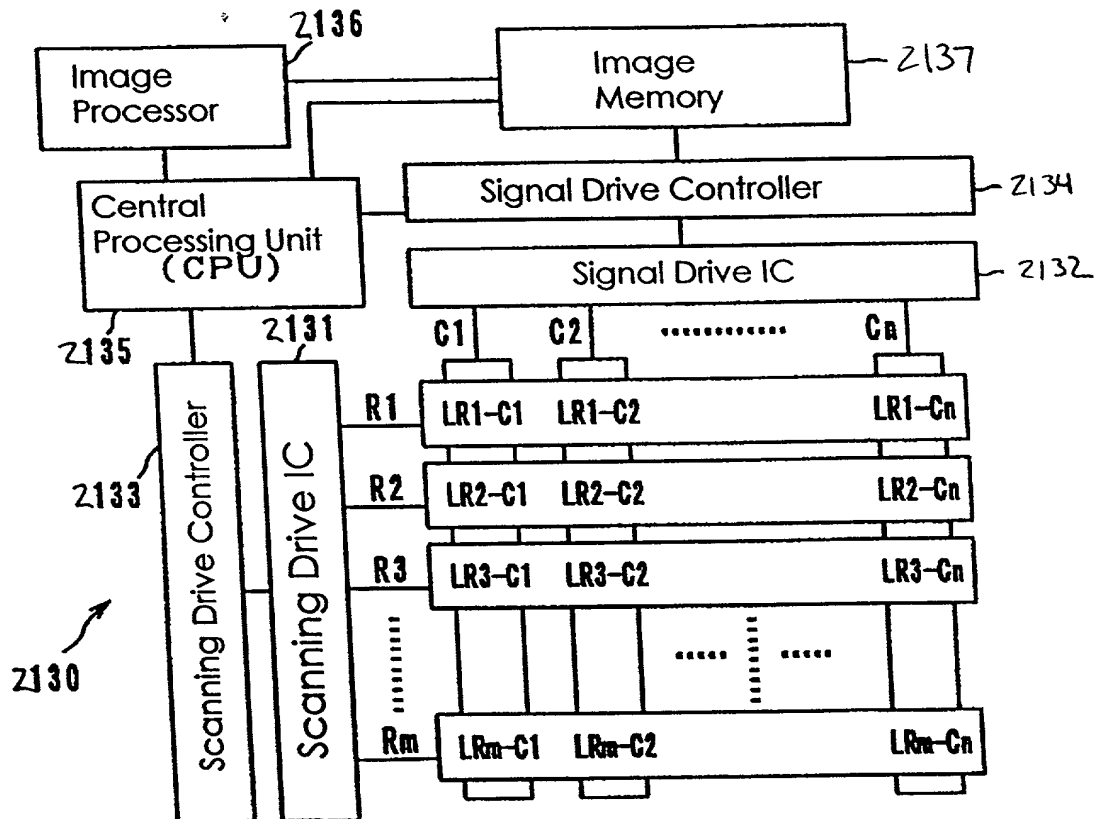 2136
Image
Processor
Image
Memory
2137
Central
Processing Unit
(CPU)
Signal Drive Controller
2134
Signal Drive IC
2132
2135
2131
C1 C2 ............ Cn
R1 LR1-C1 LR1-C2 LR1-Cn
2133
R2 LR2-C1 LR2-C2 LR2-Cn
R3 LR3-C1 LR3-C2 LR3-Cn
Scanning Drive Controller
Scanning Drive IC
2130
Rm LRm-C1 LRm-C2 LRm-Cn